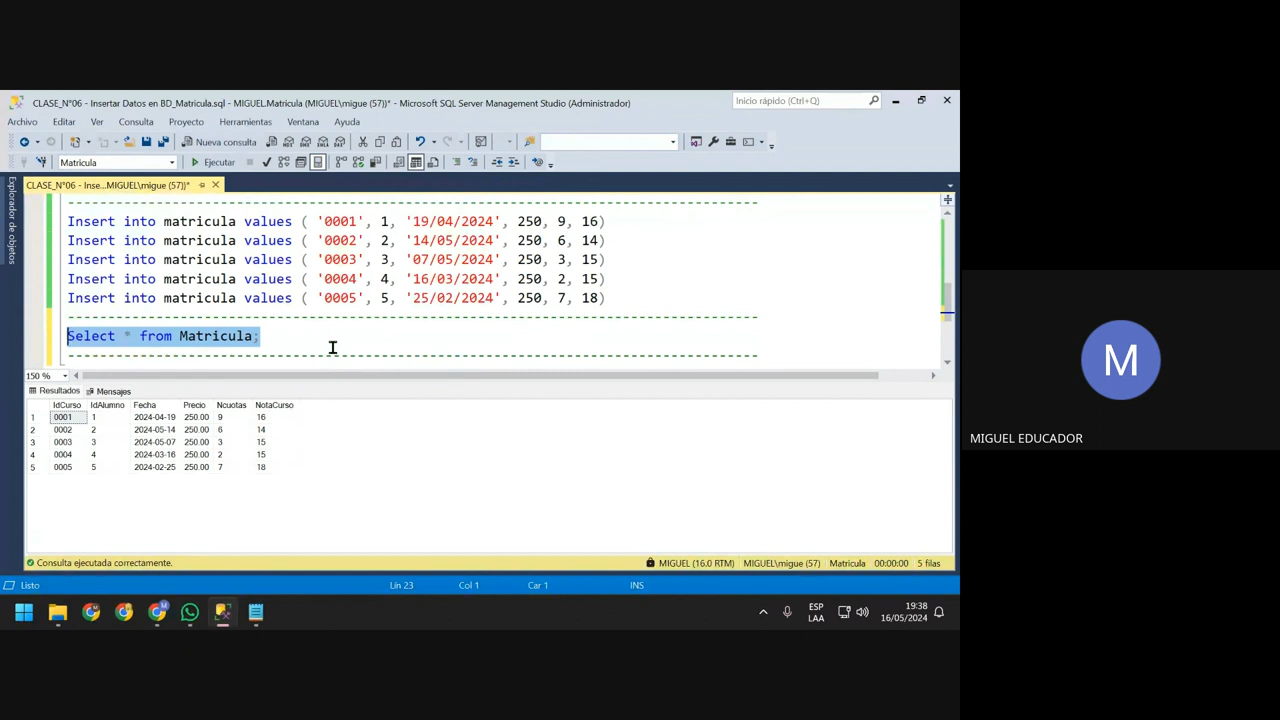 CLASE_N°06 - Insertar Datos en BD_Matricula.sql - MIGUEL.Matricula (MIGUEL\migue (57))* - Microsoft SQL Server Management Studio (Administrador)
Inicio rápido (Ctrl+Q)
Archivo Editar Ver Consulta Proyecto Herramientas Ventana Ayuda
Nueva consulta
Matricula Ejecutar
CLASE_N°06 - Inse...MIGUEL\migue (57))*
Explorador de objetos
Insert into matricula values ( '0001', 1, '19/04/2024', 250, 9, 16)
Insert into matricula values ( '0002', 2, '14/05/2024', 250, 6, 14)
Insert into matricula values ( '0003', 3, '07/05/2024', 250, 3, 15)
Insert into matricula values ( '0004', 4, '16/03/2024', 250, 2, 15)
Insert into matricula values ( '0005', 5, '25/02/2024', 250, 7, 18)
Select * from Matricula;
150 %
Resultados Mensajes
IdCurso IdAlumno Fecha Precio Ncuotas NotaCurso
1 0001 1 2024-04-19 250.00 9 16
2 0002 2 2024-05-14 250.00 6 14
3 0003 3 2024-05-07 250.00 3 15
4 0004 4 2024-03-16 250.00 2 15
5 0005 5 2024-02-25 250.00 7 18
Consulta ejecutada correctamente. MIGUEL (16.0 RTM) MIGUEL\migue (57) Matricula 00:00:00 5 filas
Listo Lín 23 Col 1 Car 1 INS
ESP
LAA
19:38
16/05/2024
M
MIGUEL EDUCADOR